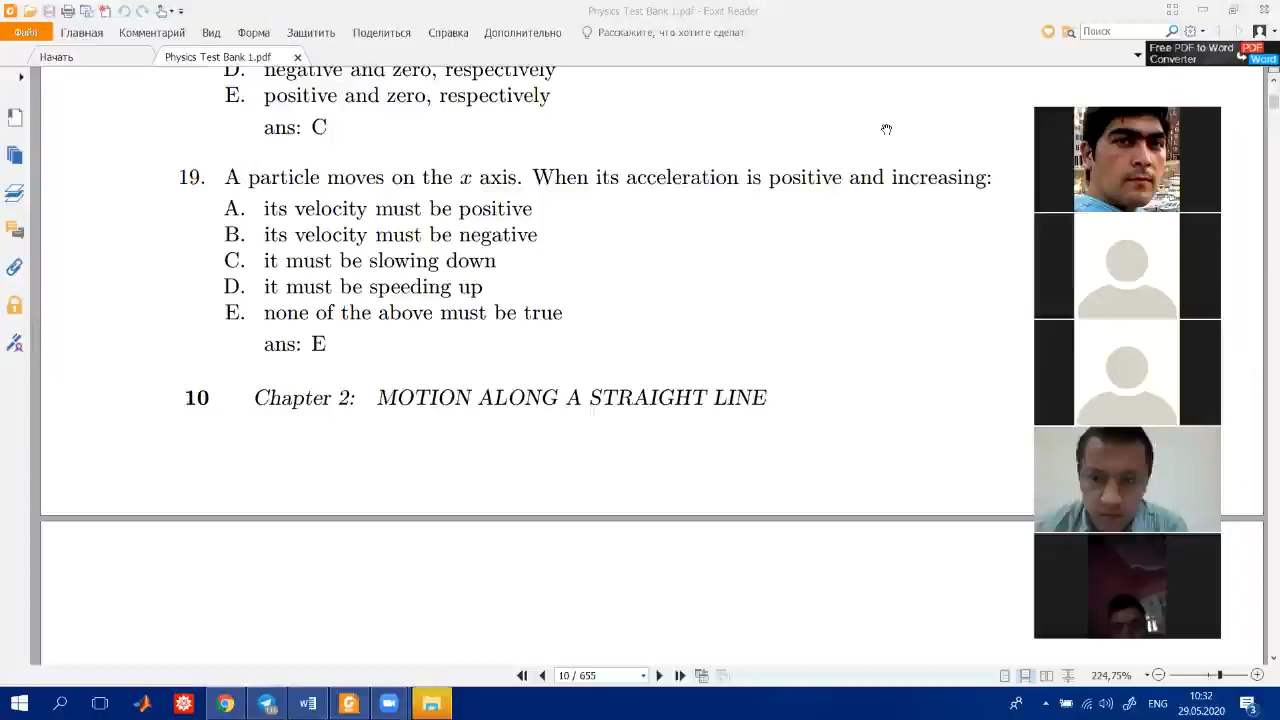 Physics Test Bank 1.pdf - Foxit Reader
Файл Главная Комментарий Вид Форма Защитить Поделиться Справка Дополнительно Расскажите, что хотите сделат Поиск
Начать Physics Test Bank 1.pdf
Free PDF to Word Converter PDF Word
D. negative and zero, respectively
E. positive and zero, respectively
ans: C
19. A particle moves on the x axis. When its acceleration is positive and increasing:
A. its velocity must be positive
B. its velocity must be negative
C. it must be slowing down
D. it must be speeding up
E. none of the above must be true
ans: E
10 Chapter 2: MOTION ALONG A STRAIGHT LINE
10 / 655
224,75%
ENG
10:32
29.05.2020